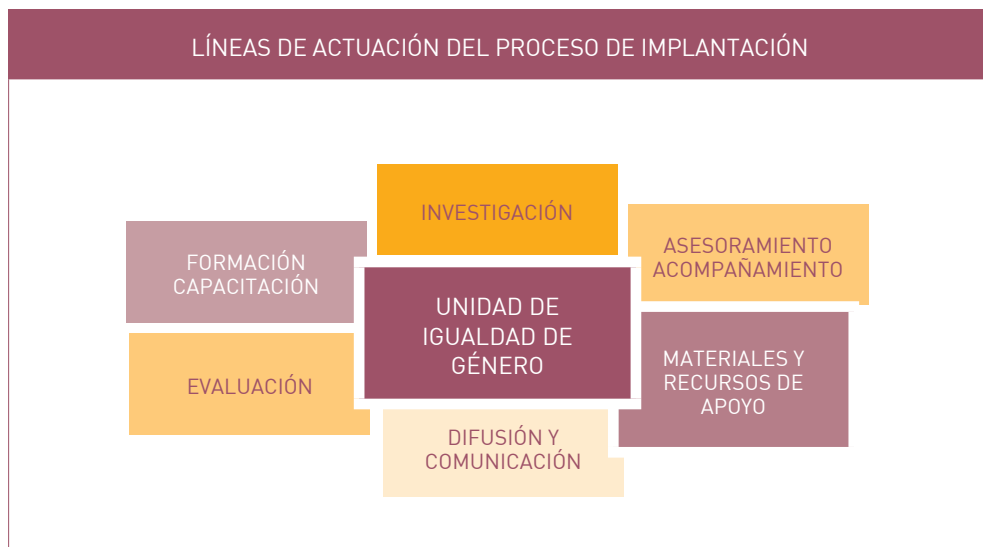 LÍNEAS DE ACTUACIÓN DEL PROCESO DE IMPLANTACIÓN
INVESTIGACIÓN
ASESORAMIENTO
ACOMPAÑAMIENTO
FORMACIÓN
CAPACITACIÓN
UNIDAD DE
IGUALDAD DE
GÉNERO
MATERIALES Y
RECURSOS DE
APOYO
EVALUACIÓN
DIFUSIÓN Y
COMUNICACIÓN